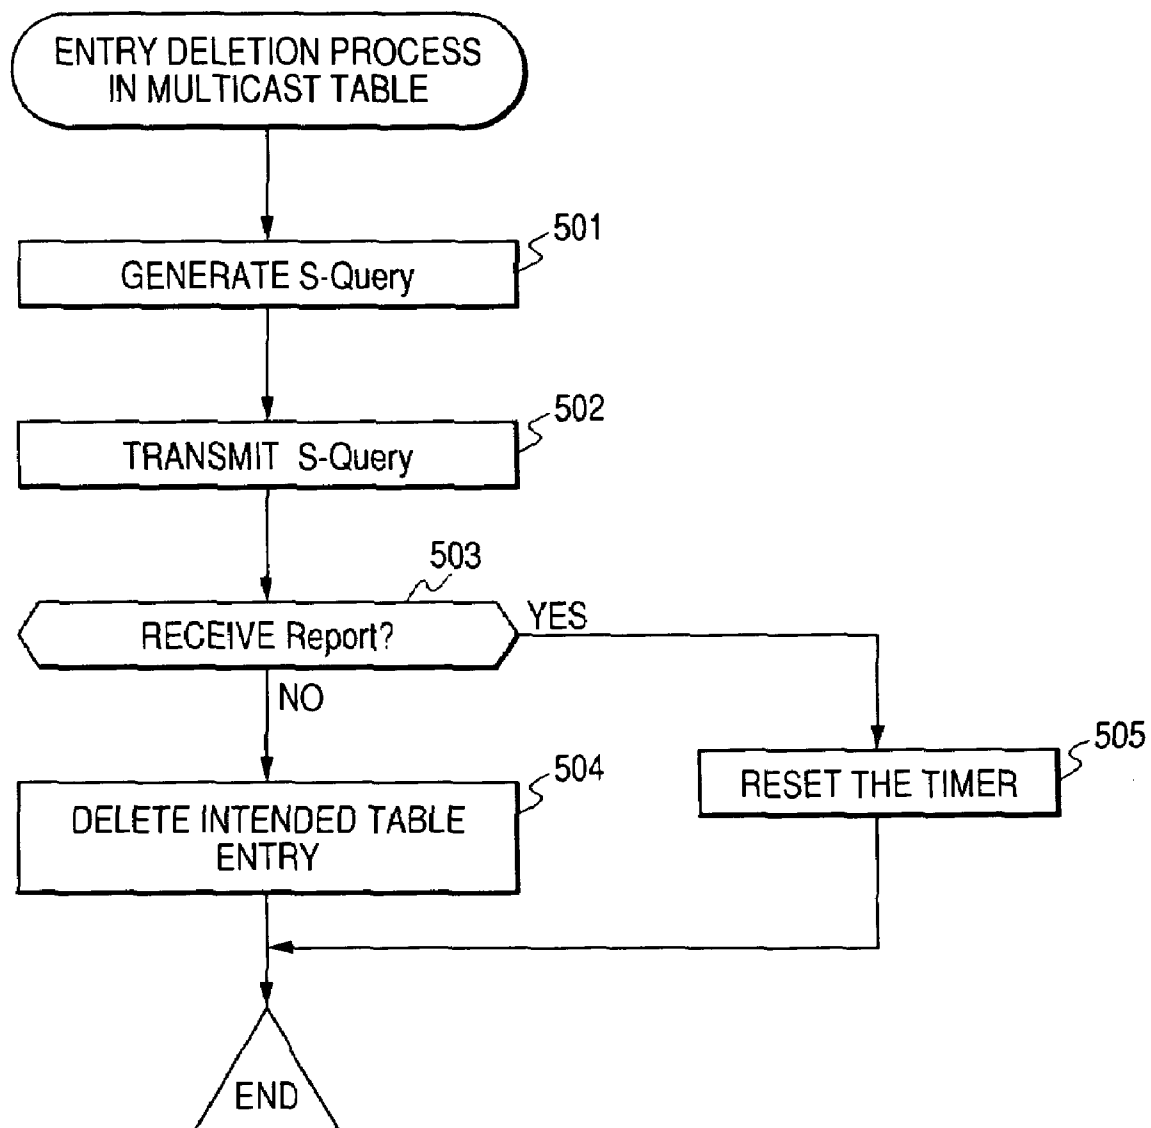 ENTRY DELETION PROCESS
IN MULTICAST TABLE
501
GENERATE S-Query
502
TRANSMIT S-Query
503
RECEIVE Report?
YES
NO
504
DELETE INTENDED TABLE
ENTRY
505
RESET THE TIMER
END